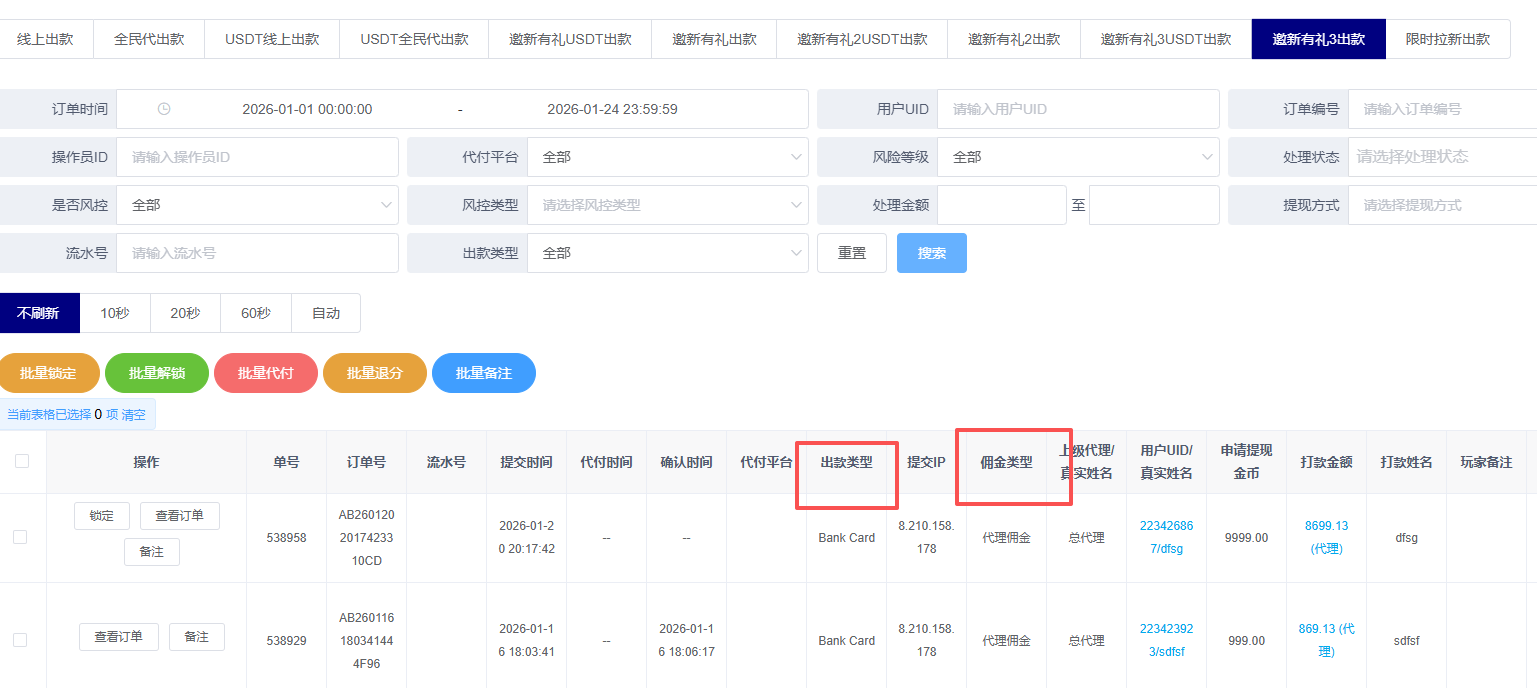 线上出款 全民代出款 USDT线上出款 USDT全民代出款 邀新有礼USDT出款 邀新有礼出款 邀新有礼2USDT出款 邀新有礼2出款 邀新有礼3USDT出款 邀新有礼3出款 限时拉新出款
订单时间 2026-01-01 00:00:00 - 2026-01-24 23:59:59 用户UID 请输入用户UID 订单编号 请输入订单编号
操作员ID 请输入操作员ID 代付平台 全部 风险等级 全部 处理状态 请选择处理状态
是否风控 全部 风控类型 请选择风控类型 处理金额 至 提现方式 请选择提现方式
流水号 请输入流水号 出款类型 全部 重置 搜索
不刷新 10秒 20秒 60秒 自动
批量锁定 批量解锁 批量代付 批量退分 批量备注
当前表格已选择 0 项 清空
操作 单号 订单号 流水号 提交时间 代付时间 确认时间 代付平台 出款类型 提交IP 佣金类型 上级代理/ 用户UID/ 申请提现 打款金额 打款姓名 玩家备注
真实姓名 真实姓名 金币
锁定 查看订单 AB260120 2026-01-2 8.210.158. 22342686 8699.13
备注 538958 20174233 0 20:17:42 -- -- Bank Card 178 代理佣金 总代理 7/dfsg 9999.00 (代理) dfsg
10CD
AB260116 2026-01-1 2026-01-1 8.210.158. 22342392 869.13 (代
查看订单 备注 538929 18034144 6 18:03:41 -- 6 18:06:17 Bank Card 178 代理佣金 总代理 3/sdfsf 999.00 理) sdfsf
4F96